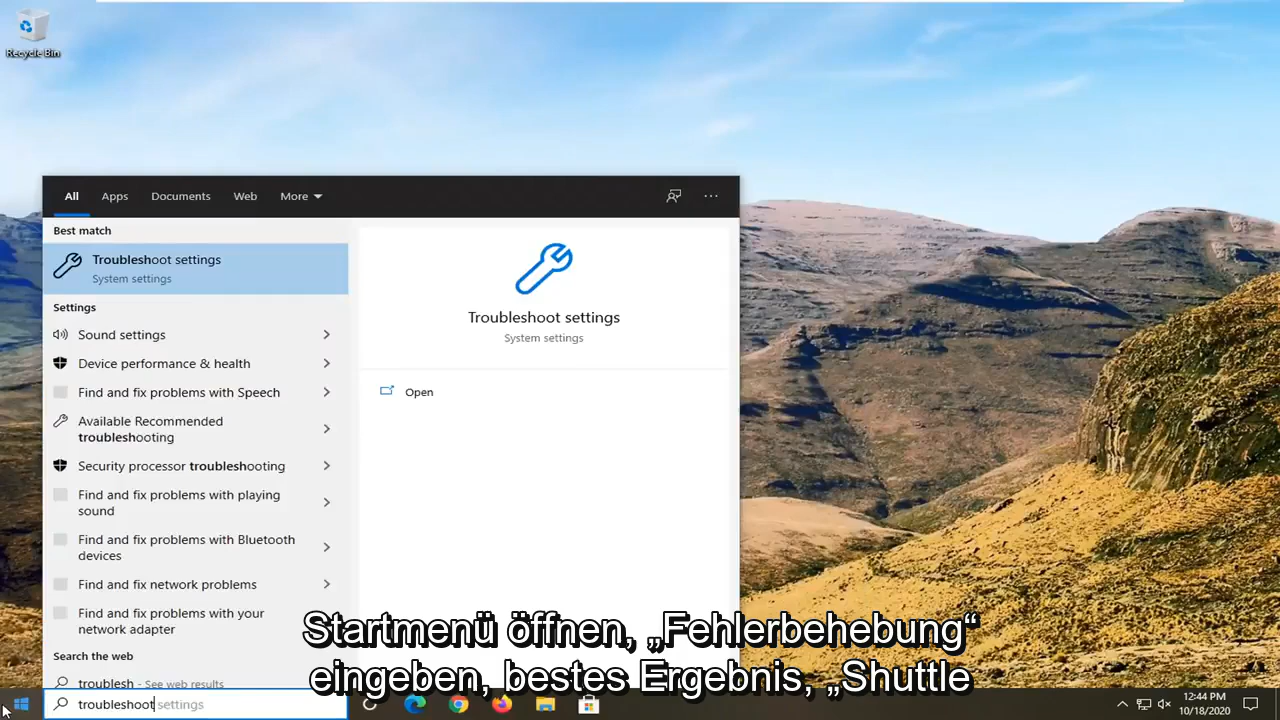 Recycle Bin
All Apps Documents Web More
Best match
Troubleshoot settings
System settings
Settings
Sound settings
Device performance & health
Find and fix problems with Speech
Available Recommended
troubleshooting
Security processor troubleshooting
Find and fix problems with playing
sound
Find and fix problems with Bluetooth
devices
Find and fix network problems
Find and fix problems with your
network adapter
Search the web
troublesh - See web results
troubleshoot settings
Troubleshoot settings
System settings
Open
Startmenü öffnen, „Fehlerbehebung“
eingeben, bestes Ergebnis, „Shuttle
12:44 PM
10/18/2020